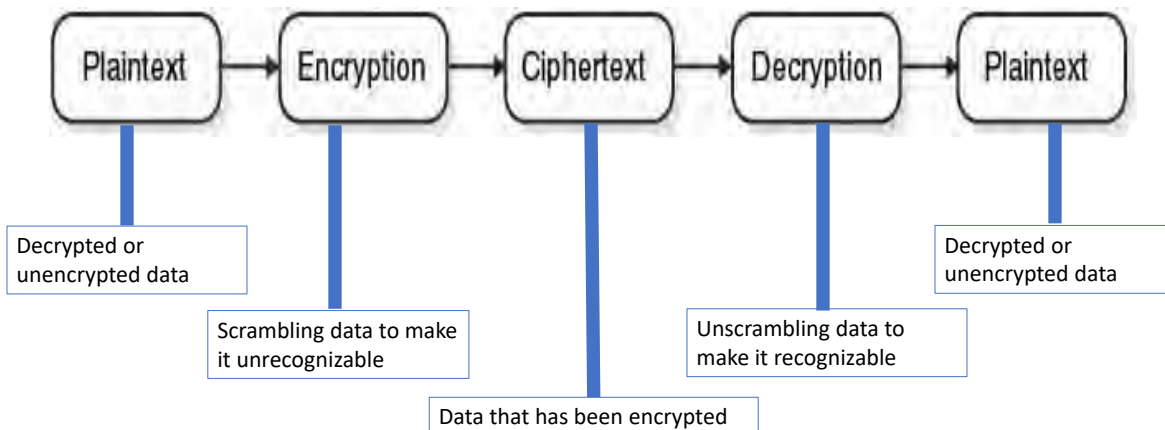 Plaintext
Encryption
Ciphertext
Decryption
Plaintext
Decrypted or
unencrypted data
Decrypted or
unencrypted data
Scrambling data to make
it unrecognizable
Unscrambling data to
make it recognizable
Data that has been encrypted